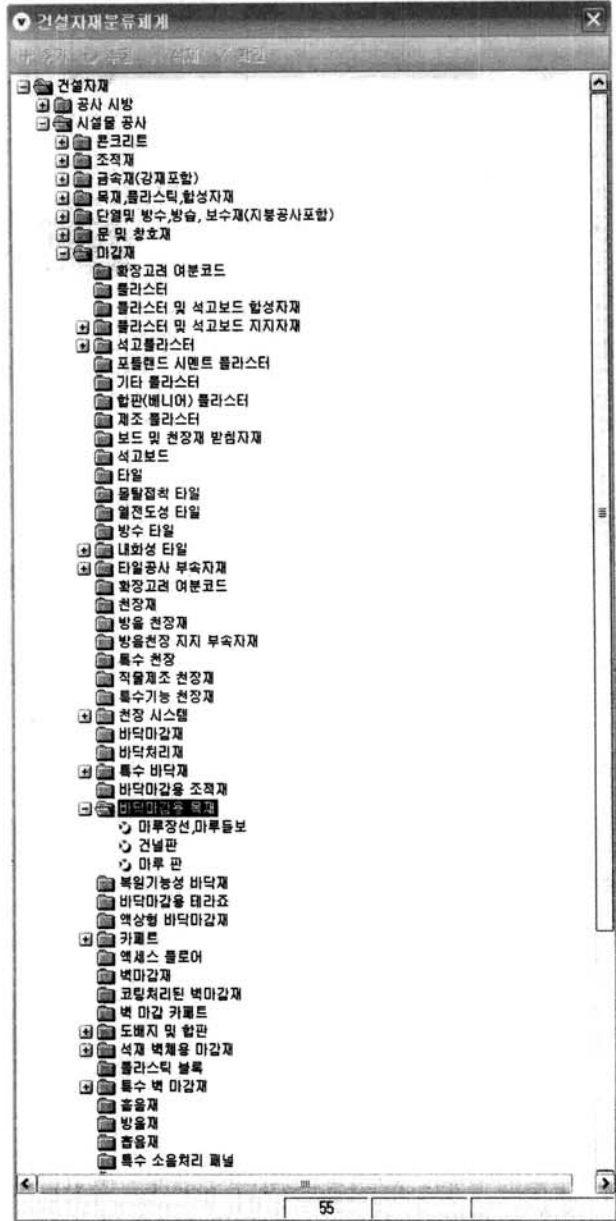 건설자재분류체계
건설자재
공사 시방
시설물 공사
콘크리트
조적재
금속재(강재포함)
목재,플라스틱,합성자재
단열및 방수,방습, 보수재(지붕공사포함)
문 및 창호재
마감재
확장고려 여분코드
플라스터
플라스터 및 석고보드 합성자재
플라스터 및 석고보드 지지자재
석고플라스터
포틀랜드 시멘트 플라스터
기타 플라스터
합판(베니어) 플라스터
제조 플라스터
보드 및 천장재 받침자재
석고보드
타일
몰탈접착 타일
열전도성 타일
방수 타일
내화성 타일
타일공사 부속자재
확장고려 여분코드
천장재
방음 천장재
방음천장 지지 부속자재
특수 천장
직물제조 천장재
특수기능 천장재
천장 시스템
바닥마감재
바닥처리재
특수 바닥재
바닥마감용 조적재
바닥마감용 목재
마루장선,마루들보
건널판
마루 판
복원기능성 바닥재
바닥마감용 테라죠
액상형 바닥마감재
카페트
액세스 플로어
벽마감재
코팅처리된 벽마감재
벽 마감 카페트
도배지 및 합판
석재 벽체용 마감재
플라스틱 블록
특수 벽 마감재
흡음재
방음재
흡음재
특수 소음처리 패널
55